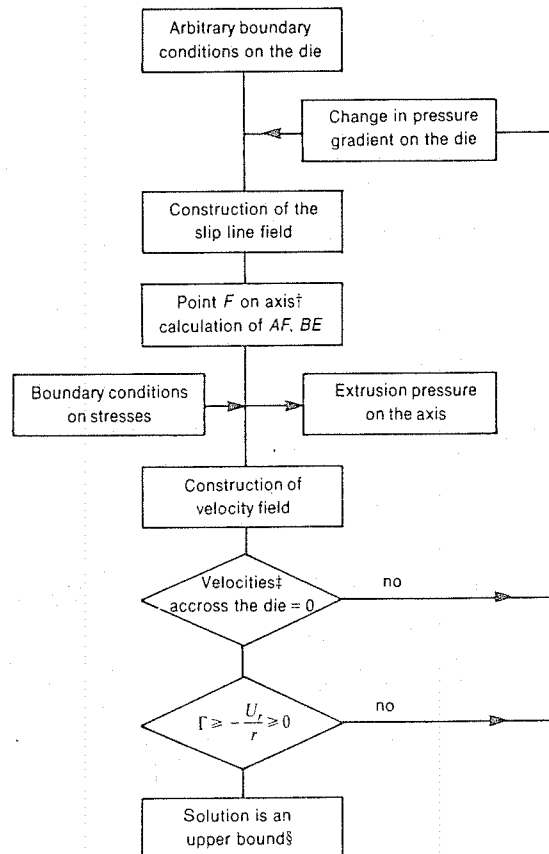 Arbitrary boundary
conditions on the die
Change in pressure
gradient on the die
Construction of the
slip line field
Point F on axis†
calculation of AF, BE
Boundary conditions
on stresses
Extrusion pressure
on the axis
Construction of
velocity field
Velocities‡
accross the die = 0
no
Γ ⩾ - U_r/r ⩾ 0
no
Solution is an
upper bound§